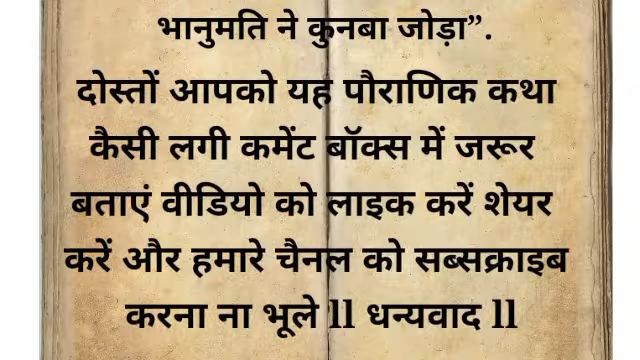 भानुमति ने कुनबा जोड़ा”.
दोस्तों आपको यह पौराणिक कथा
कैसी लगी कमेंट बॉक्स में जरूर
बताएं वीडियो को लाइक करें शेयर
करें और हमारे चैनल को सब्सक्राइब
करना ना भूले ll धन्यवाद ll